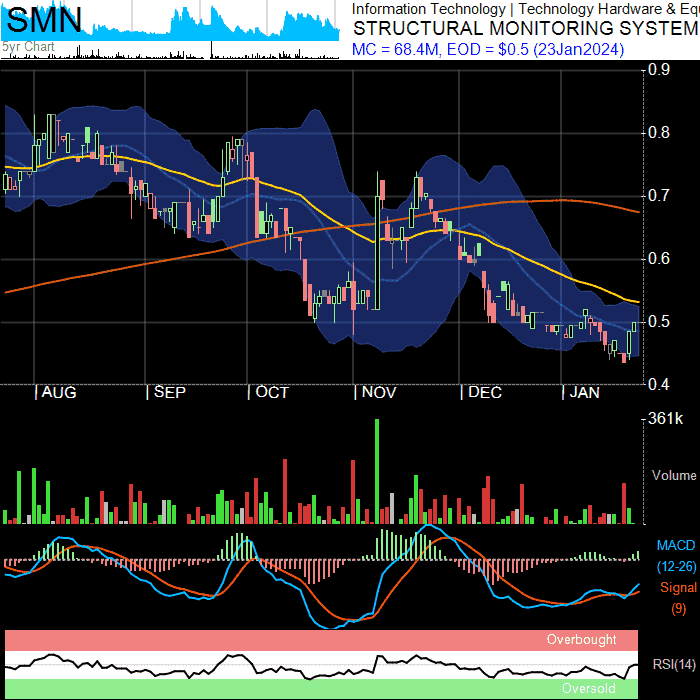 SMN
5yr Chart
Information Technology | Technology Hardware & Equ
STRUCTURAL MONITORING SYSTEM
MC = 68.4M, EOD = $0.5 (23Jan2024)
0.9
0.8
0.7
0.6
0.5
0.4
| AUG | SEP | OCT | NOV | DEC | JAN
361k
Volume
MACD
(12-26)
Signal
(9)
Overbought
RSI(14)
Oversold